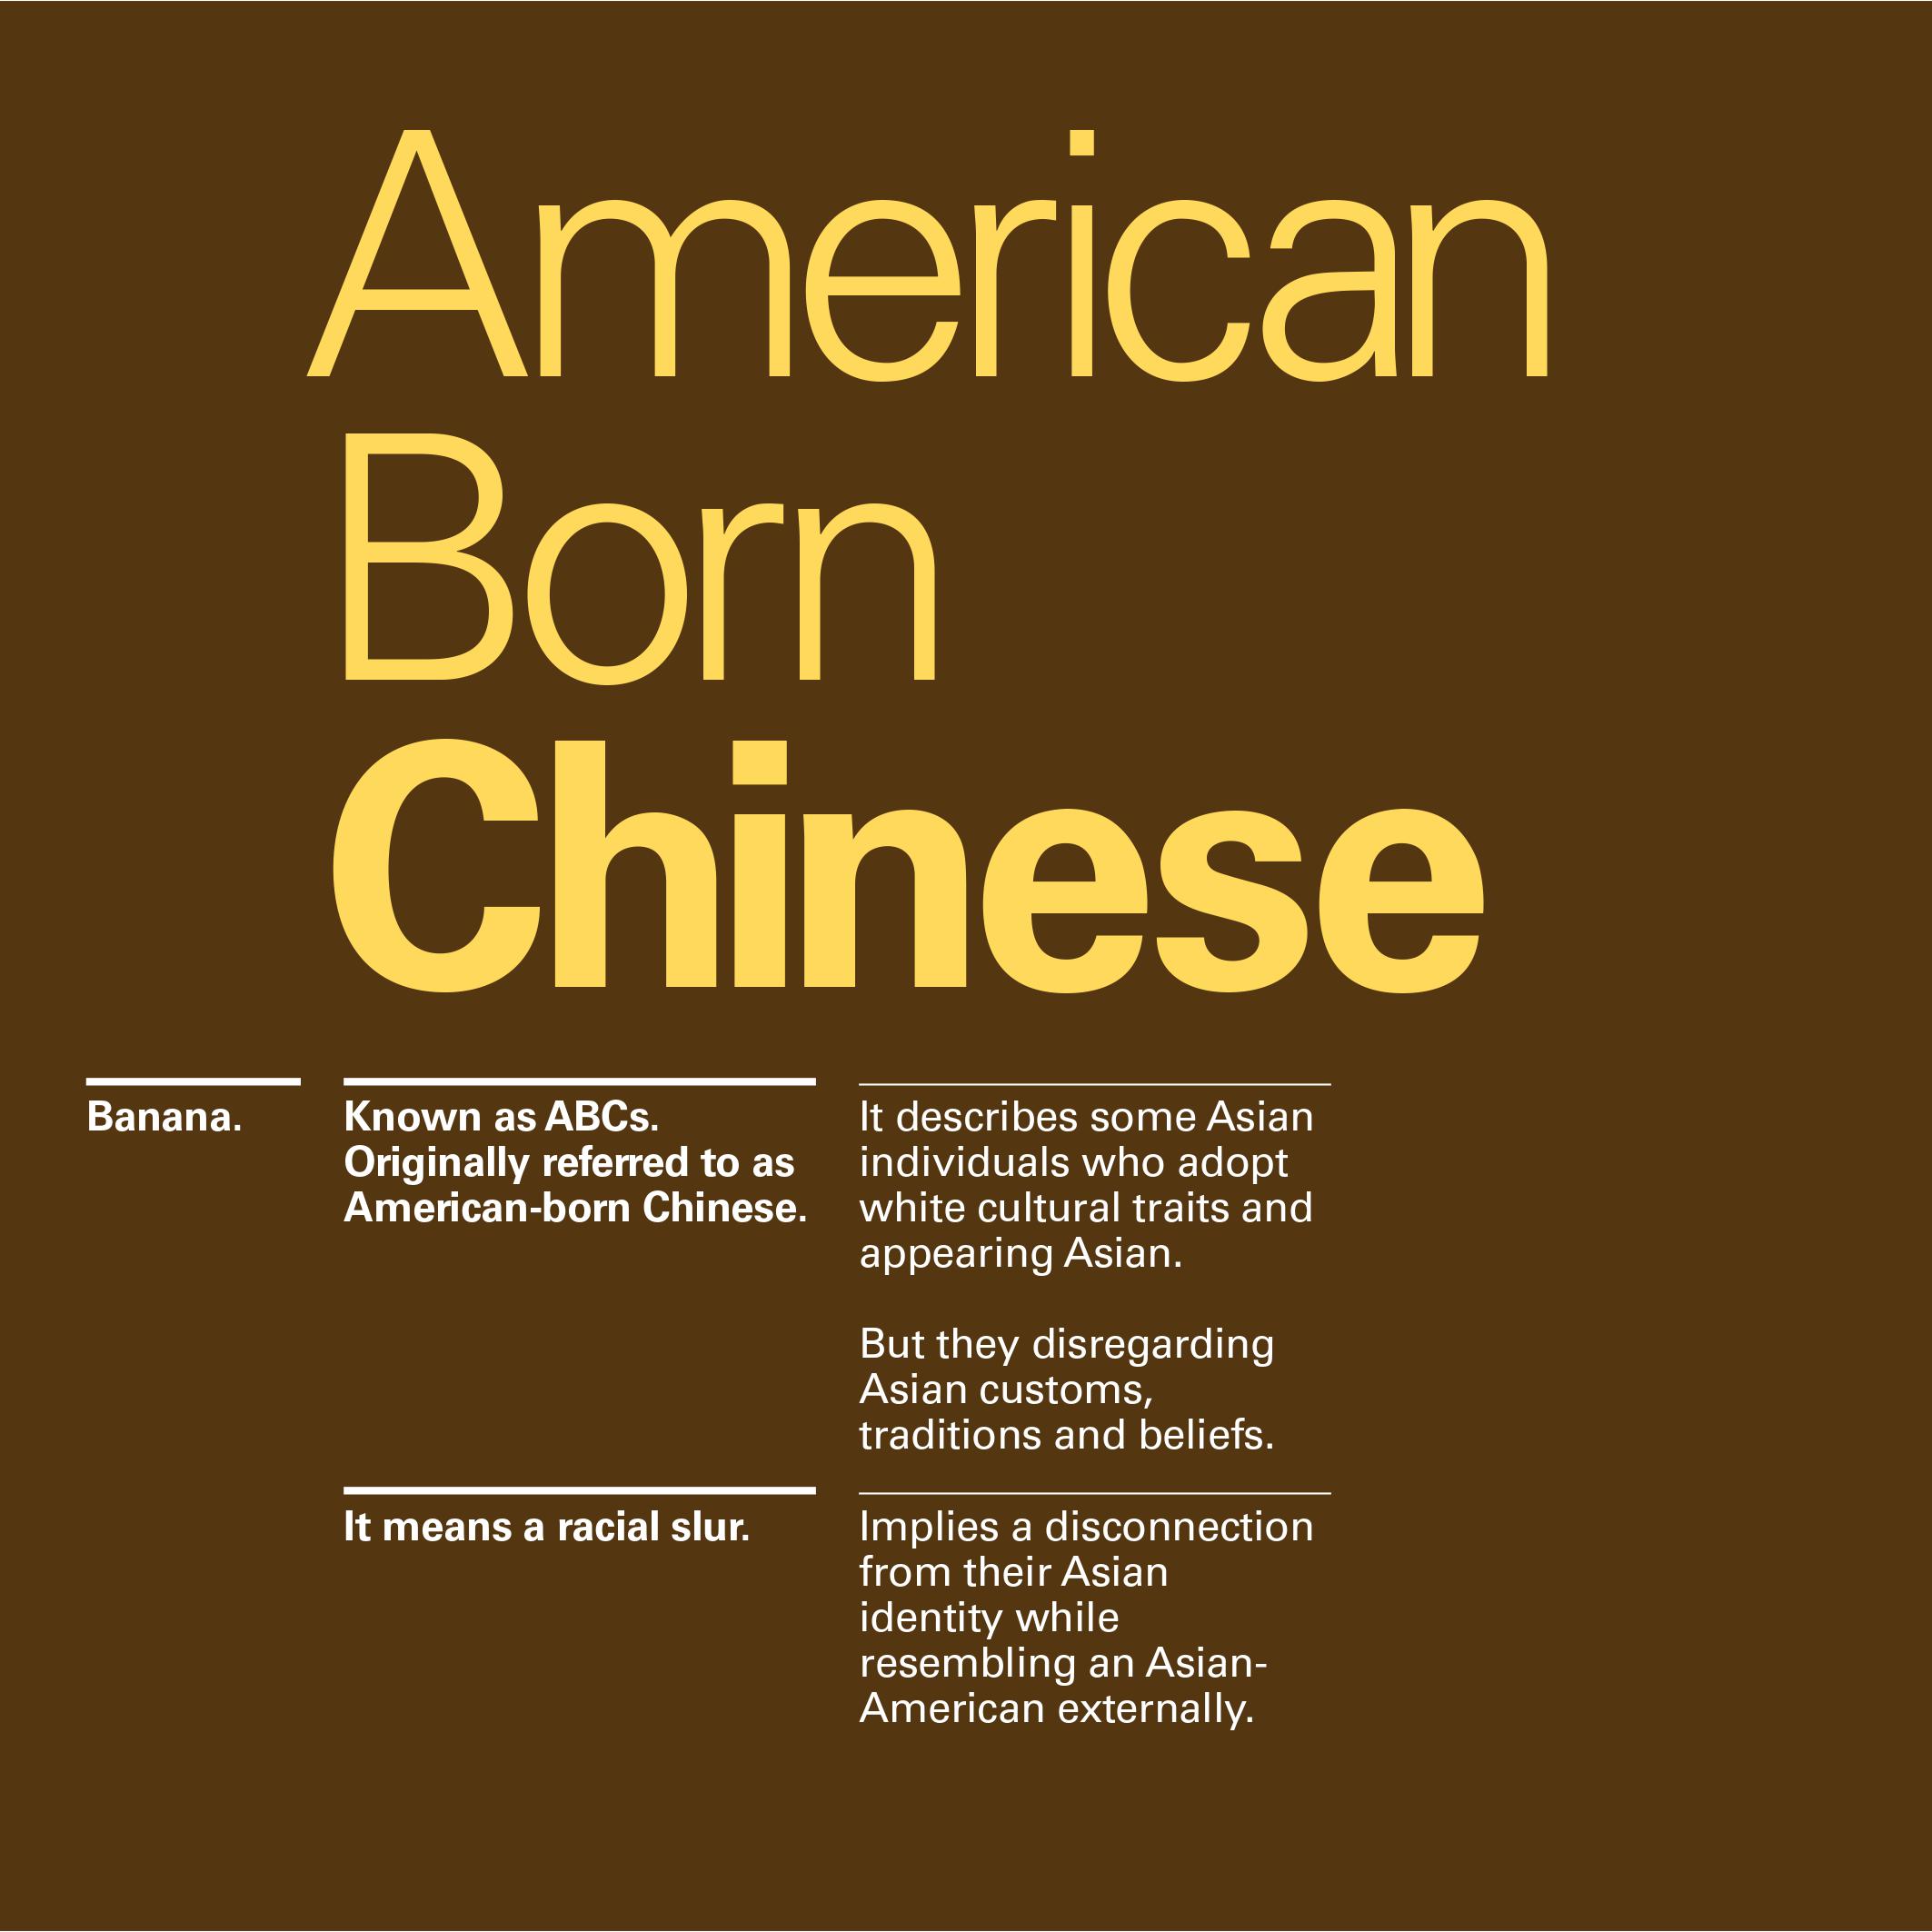 American
Born
Chinese
Banana.
Known as ABCs.
Originally referred to as
American-born Chinese.
It describes some Asian
individuals who adopt
white cultural traits and
appearing Asian.
But they disregarding
Asian customs,
traditions and beliefs.
It means a racial slur.
Implies a disconnection
from their Asian
identity while
resembling an Asian-
American externally.